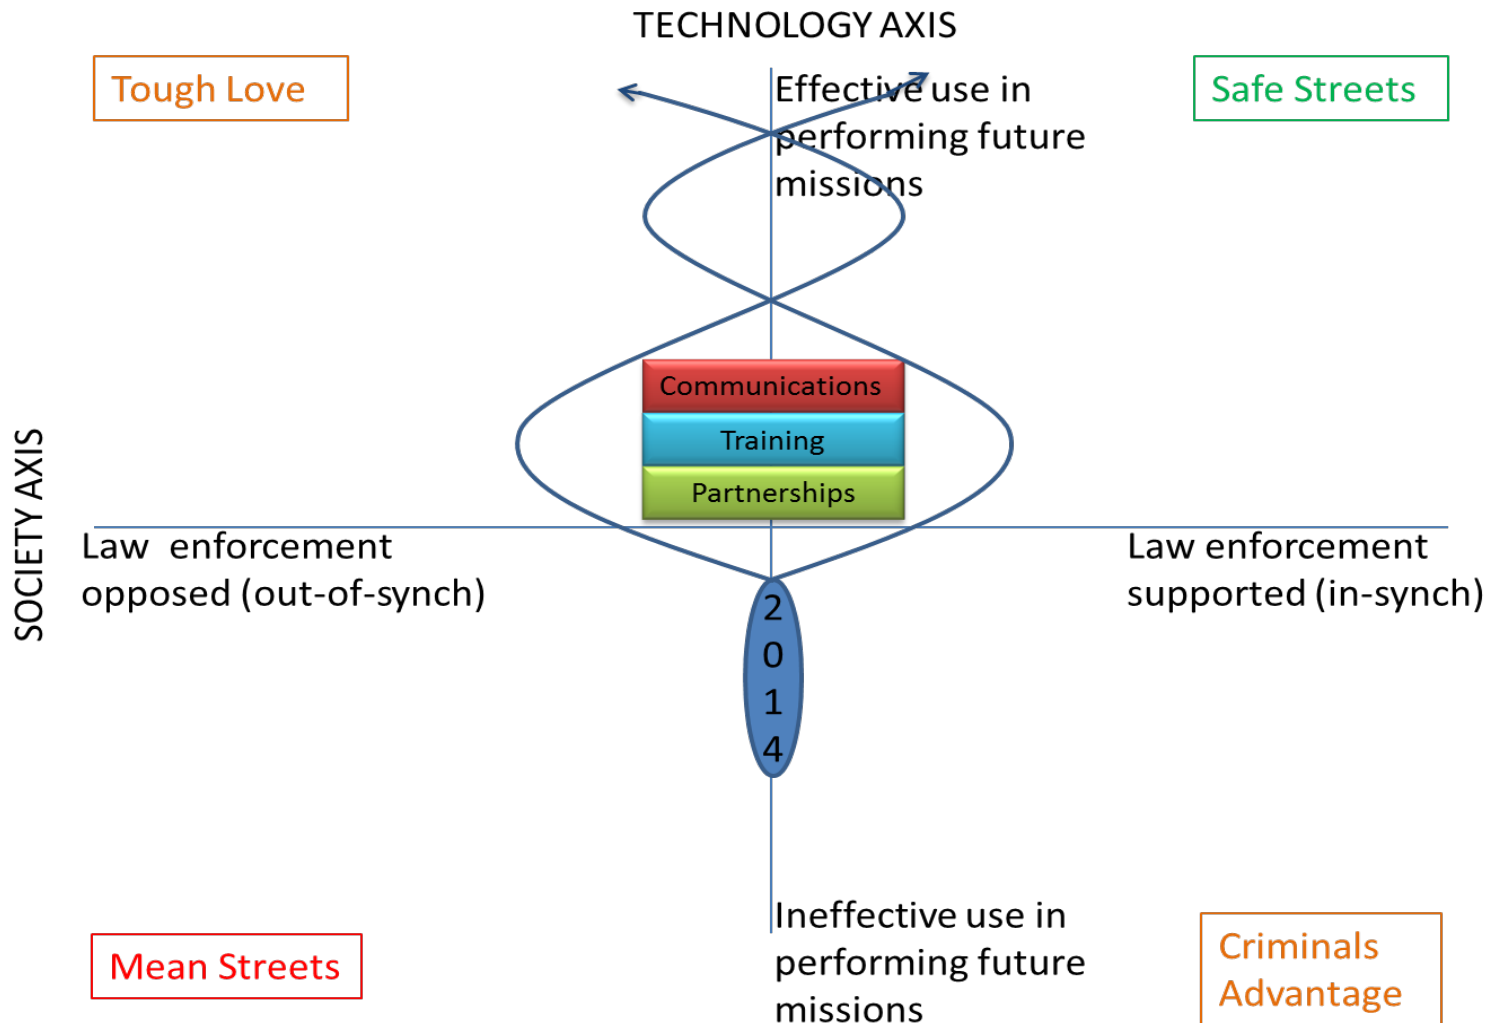 TECHNOLOGY AXIS
Tough Love
Effective use in
performing future
missions
Safe Streets
Communications
Training
Partnerships
SOCIETY AXIS
Law  enforcement
opposed (out-of-synch)
Law enforcement
supported (in-synch)
2
0
1
4
Mean Streets
Ineffective use in
performing future
missions
Criminals
Advantage